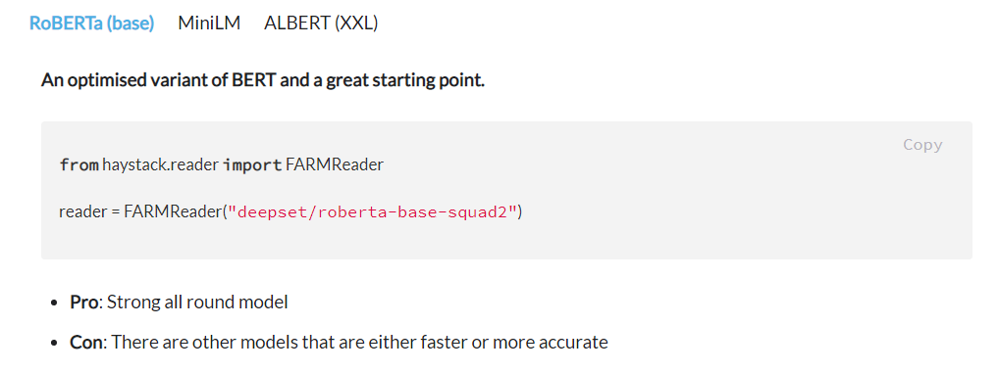 RoBERTa (base) MiniLM ALBERT (XXL)
An optimised variant of BERT and a great starting point.
Copy
from haystack.reader import FARMReader
reader = FARMReader("deepset/roberta-base-squad2")
• Pro: Strong all round model
• Con: There are other models that are either faster or more accurate